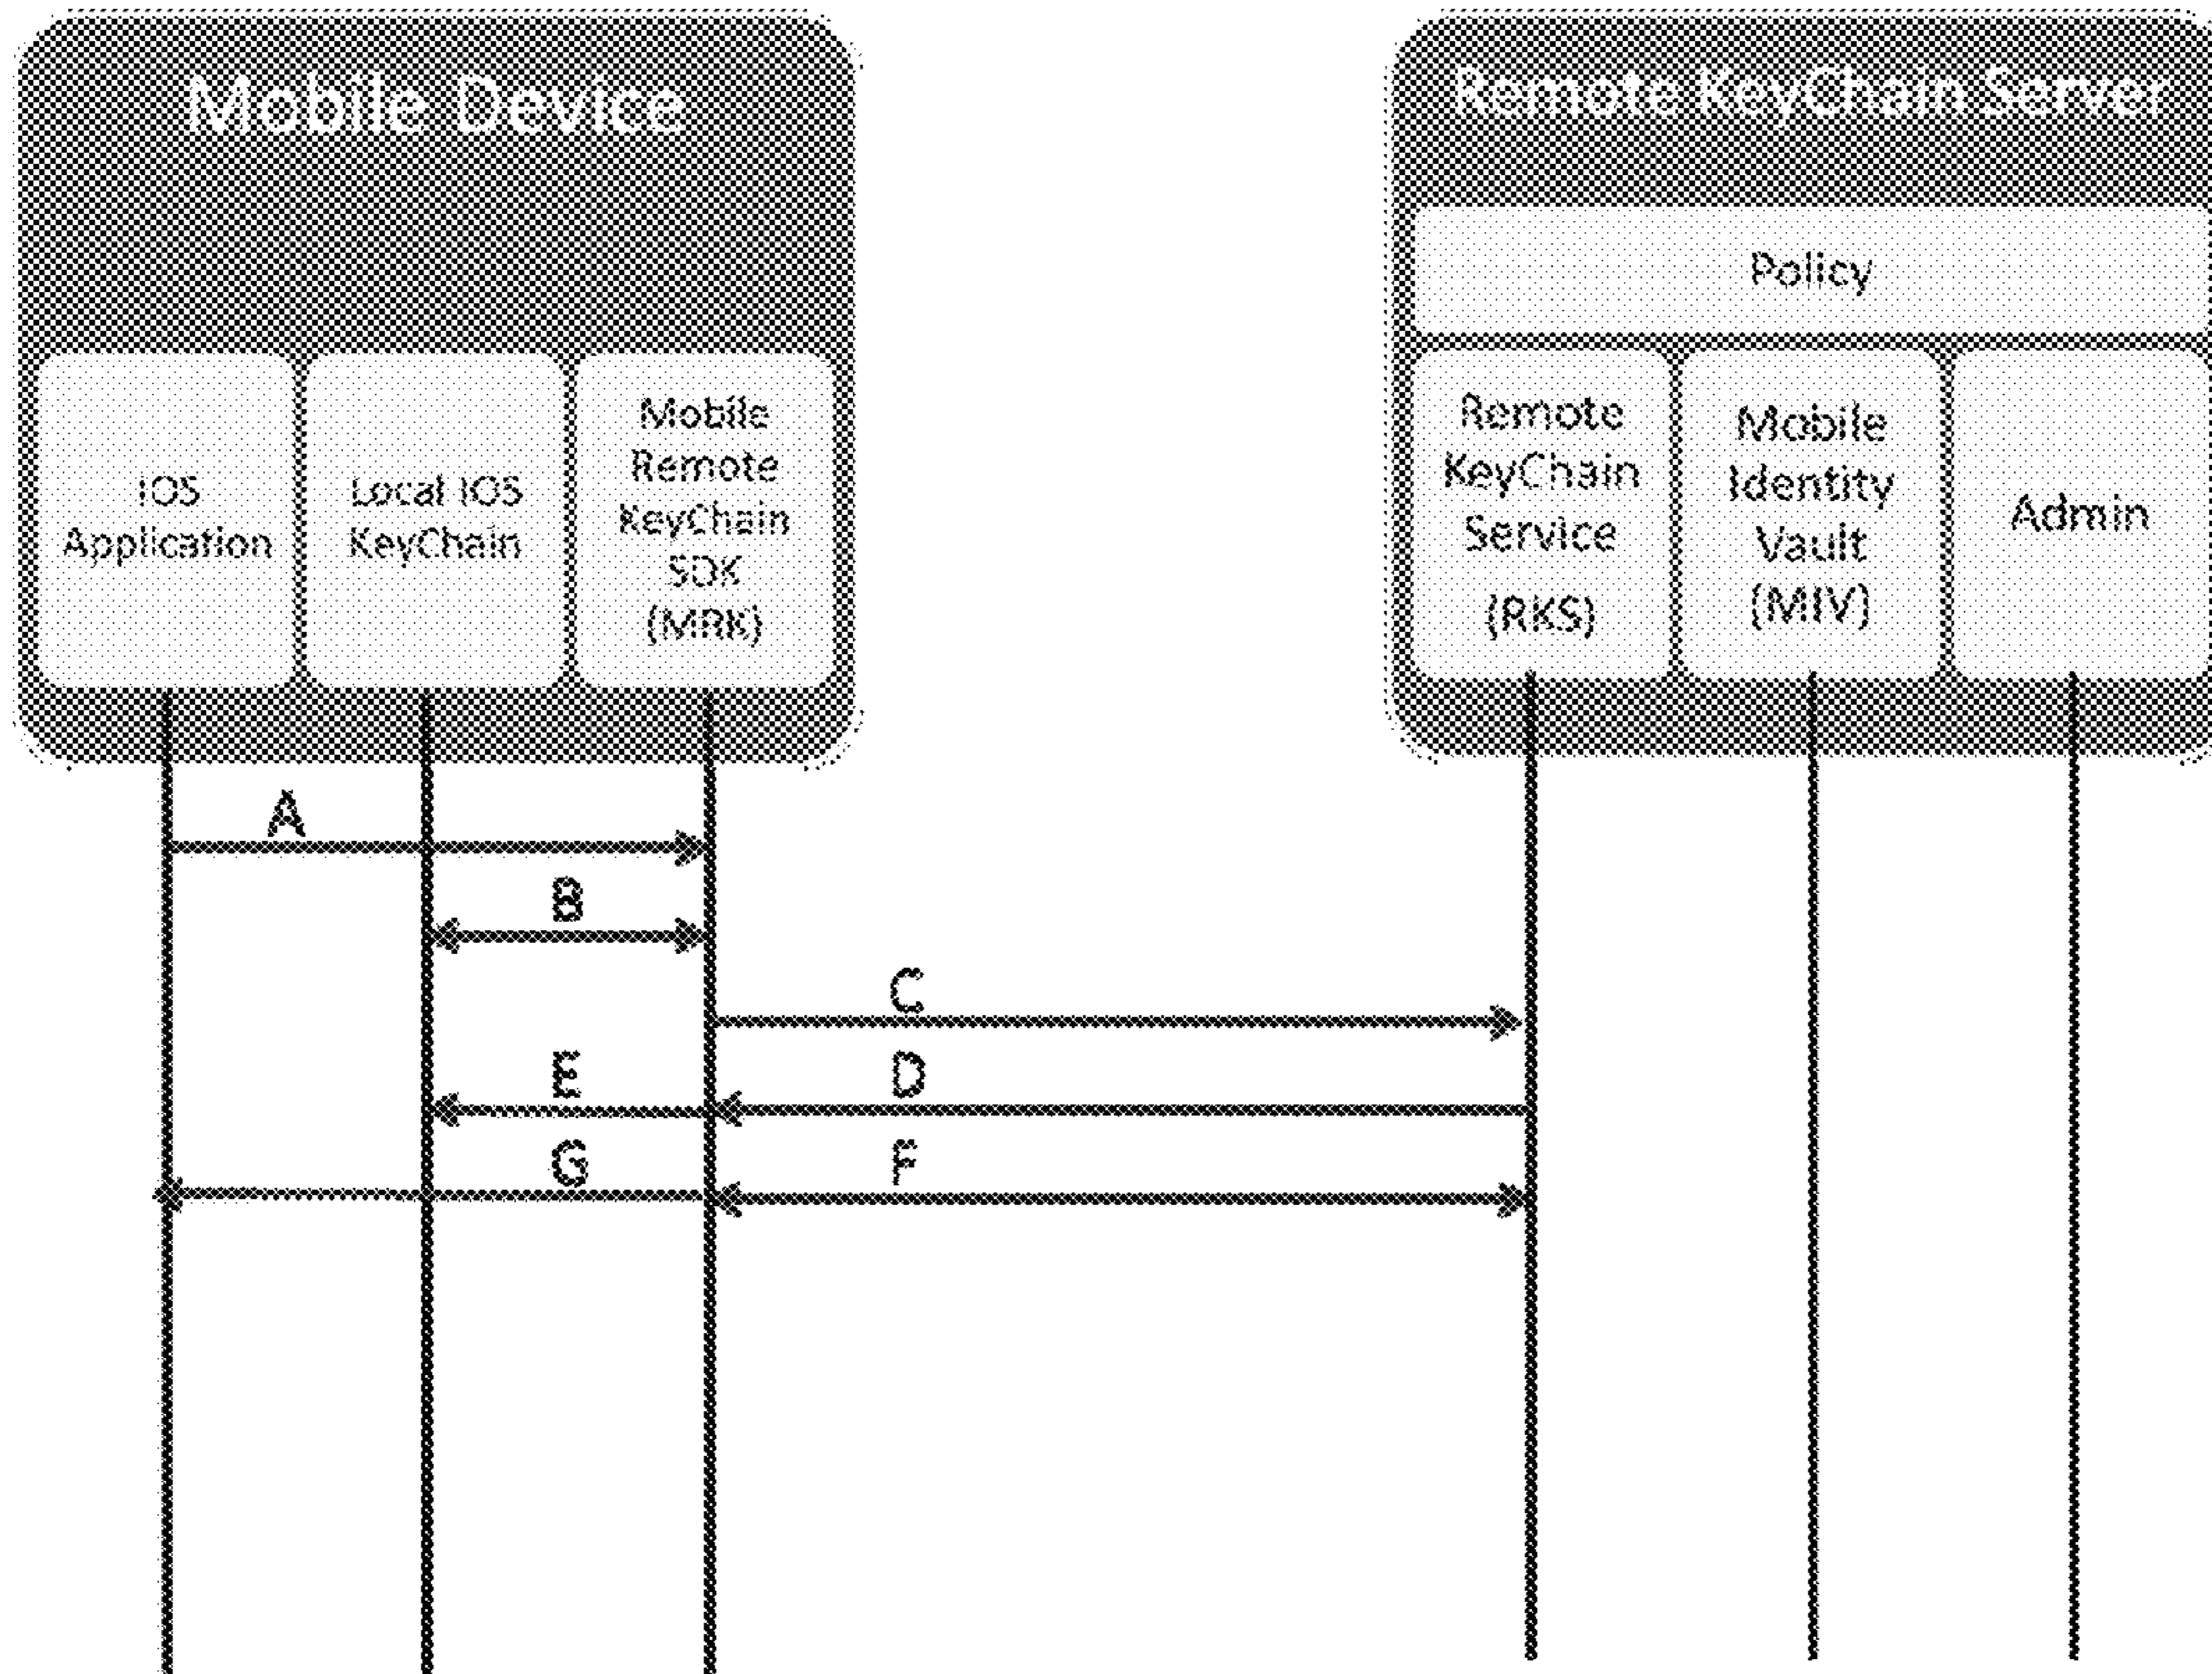 Mobile Device
iOS
Application
Local iOS
KeyChain
Mobile
Remote
KeyChain
SDK
(MRK)
Remote KeyChain Server
Policy
Remote
KeyChain
Service
(RKS)
Mobile
Identity
Vault
(MIV)
Admin
A
B
C
E
D
G
F